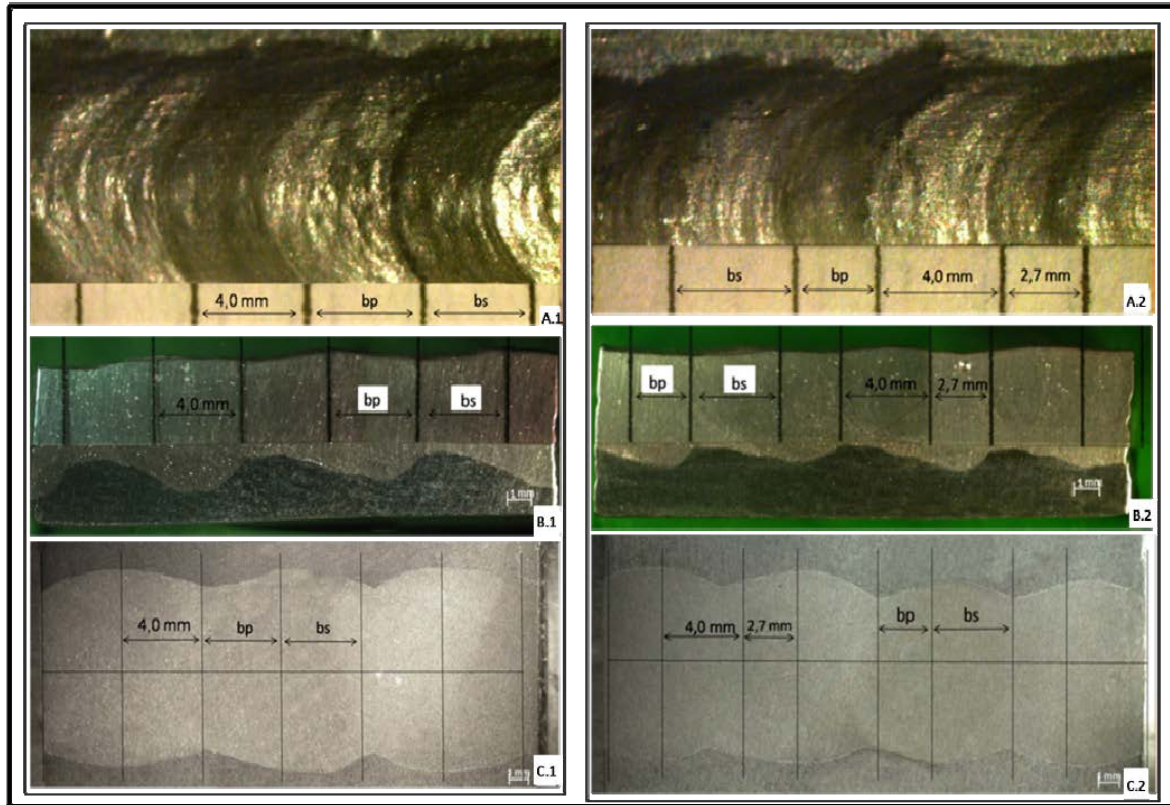 4,0 mm bp bs
A.1
bs bp 4,0 mm 2,7 mm
A.2
4,0 mm bp bs
1 mm
B.1
bp bs 4,0 mm 2,7 mm
1 mm
B.2
4,0 mm bp bs
1 mm
C.1
4,0 mm 2,7 mm bp bs
1 mm
C.2